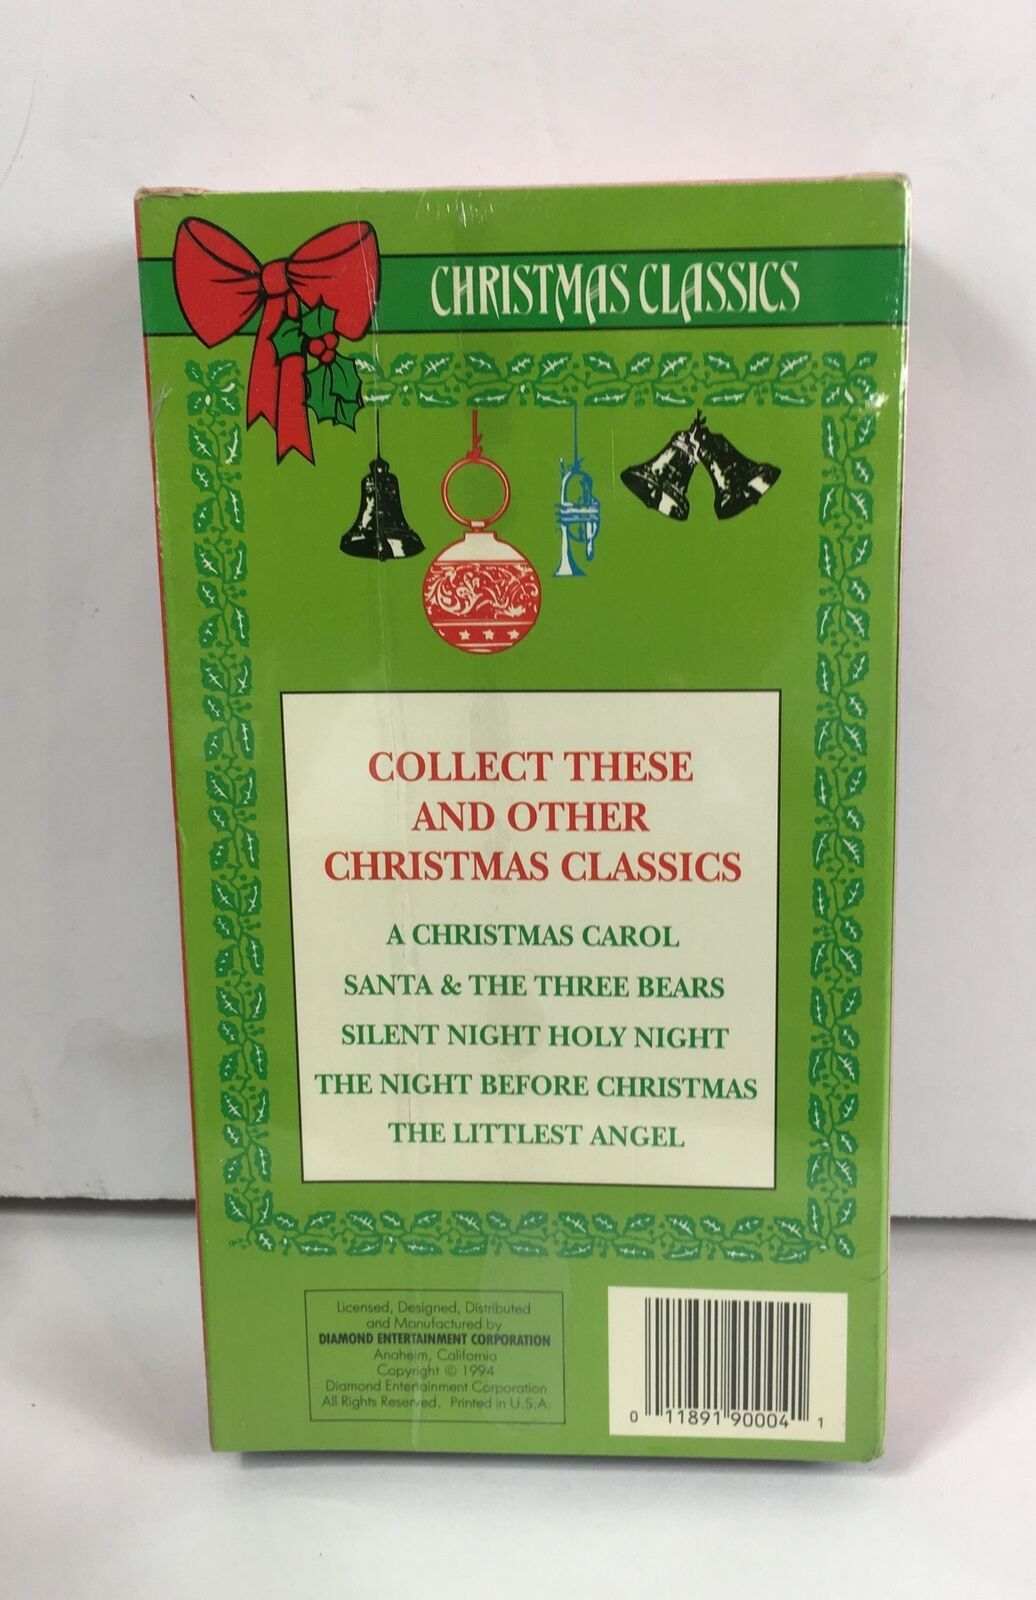 CHRISTMAS CLASSICS
COLLECT THESE
AND OTHER
CHRISTMAS CLASSICS
A CHRISTMAS CAROL
SANTA & THE THREE BEARS
SILENT NIGHT HOLY NIGHT
THE NIGHT BEFORE CHRISTMAS
THE LITTLEST ANGEL
Licensed, Designed, Distributed
and Manufactured by
DIAMOND ENTERTAINMENT CORPORATION
Anaheim, California
Copyright © 1994
Diamond Entertainment Corporation
All Rights Reserved. Printed in U.S.A.
0 11891 90004 1